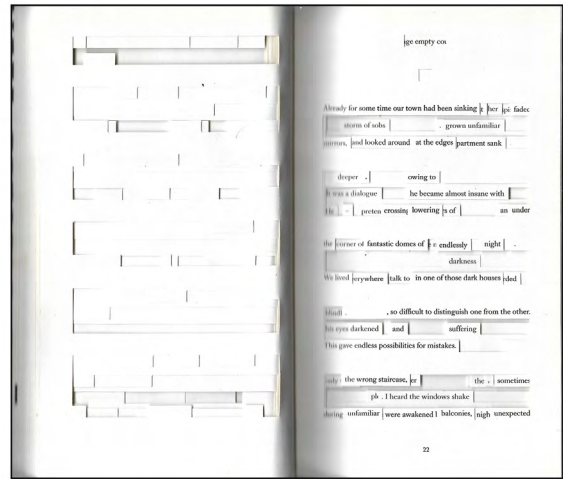 ge empty
Already for some time our town had been sinking her faded
storms of sobs . grown unfamiliar
mirrors, and looked around at the edges partment sank
deeper . owing to
It was a dialogue he became almost insane with
He preten crossing lowering s of an under
the corner of fantastic domes of endlessly night .
darkness
We lived erywhere talk to in one of those dark houses rded
, so difficult to distinguish one from the other.
his eyes darkened and suffering
This gave endless possibilities for mistakes.
the wrong staircase, er the . sometimes
ph . I heard the windows shake
during unfamiliar were awakened balconies, nigh unexpected
22